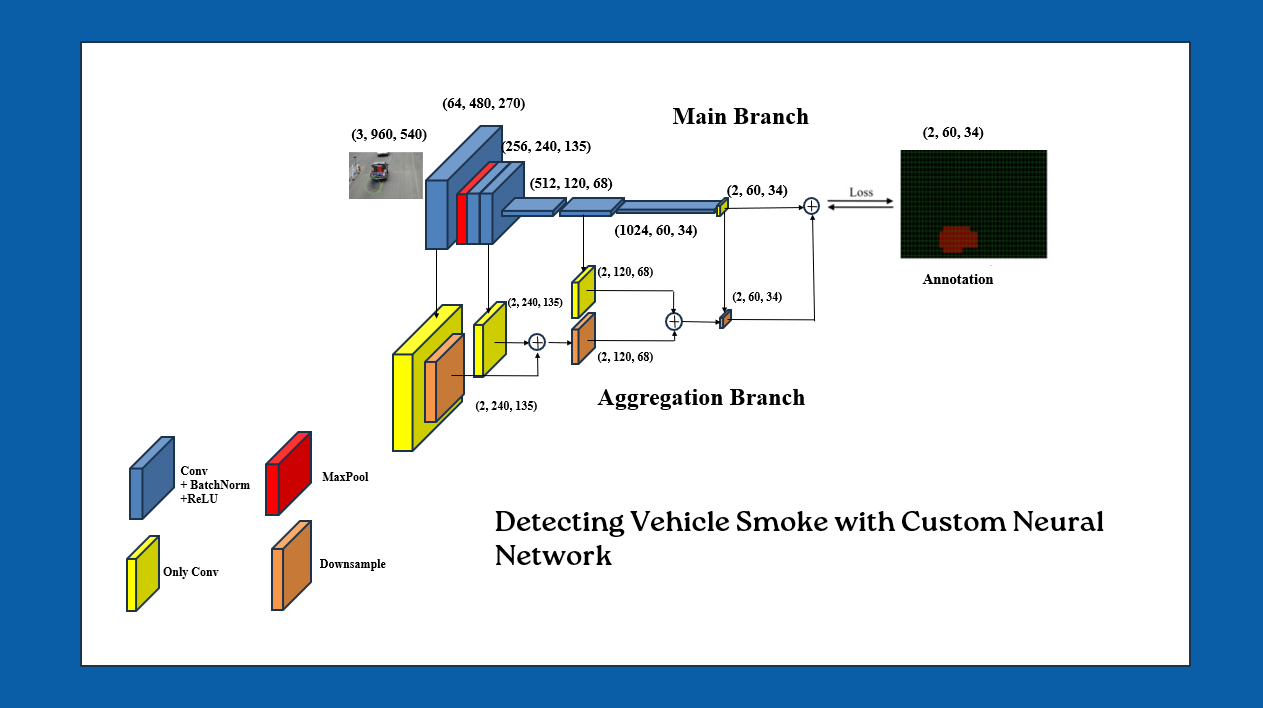 (64, 480, 270)
Main Branch
(3, 960, 540)
(2, 60, 34)
(256, 240, 135)
(512, 120, 68)
(2, 60, 34)
Loss
(1024, 60, 34)
(2, 120, 68)
Annotation
(2, 240, 135)
(2, 60, 34)
(2, 120, 68)
Aggregation Branch
(2, 240, 135)
Conv
+ BatchNorm
+ReLU
MaxPool
Only Conv
Downsample
Detecting Vehicle Smoke with Custom Neural
Network